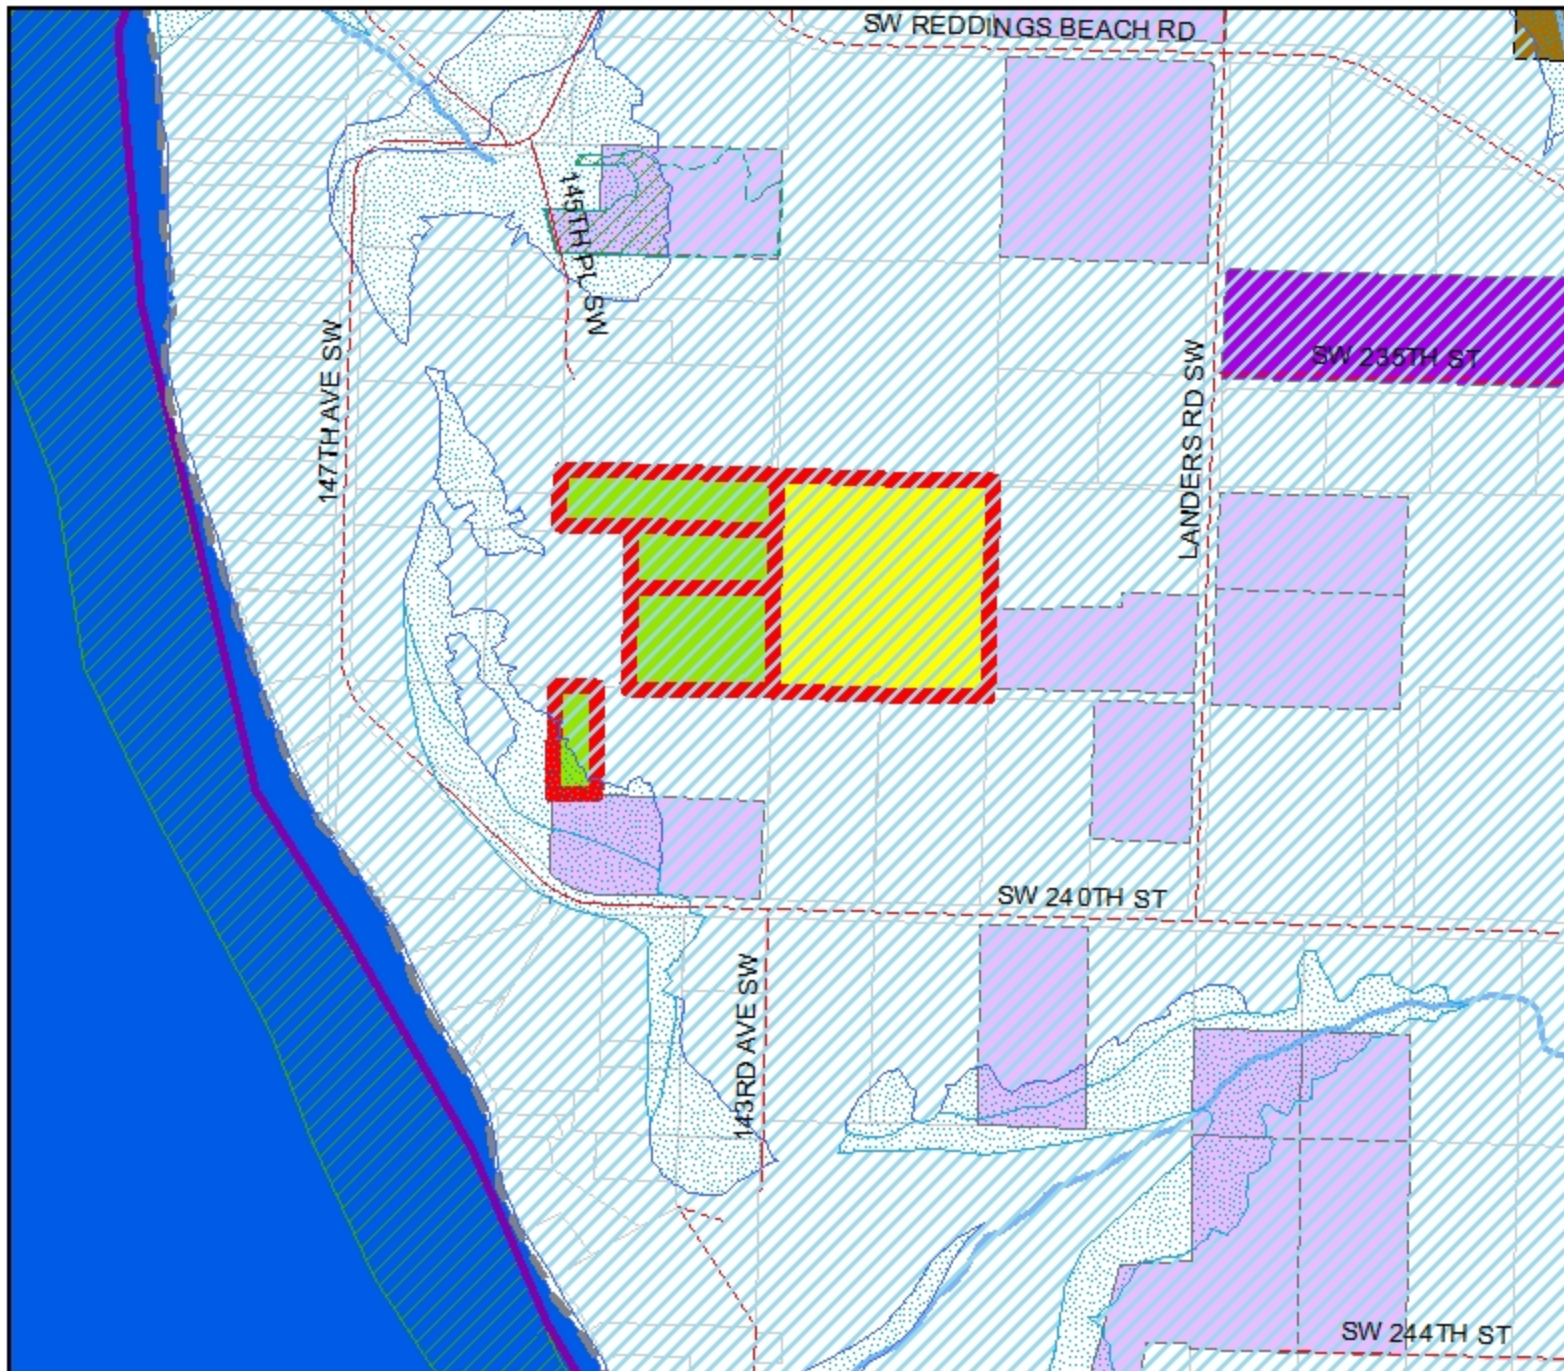 SW REDDINGS BEACH RD
145TH PL SW
147TH AVE SW
LANDERS RD SW
SW 235TH ST
SW 240TH ST
143RD AVE SW
SW 244TH ST